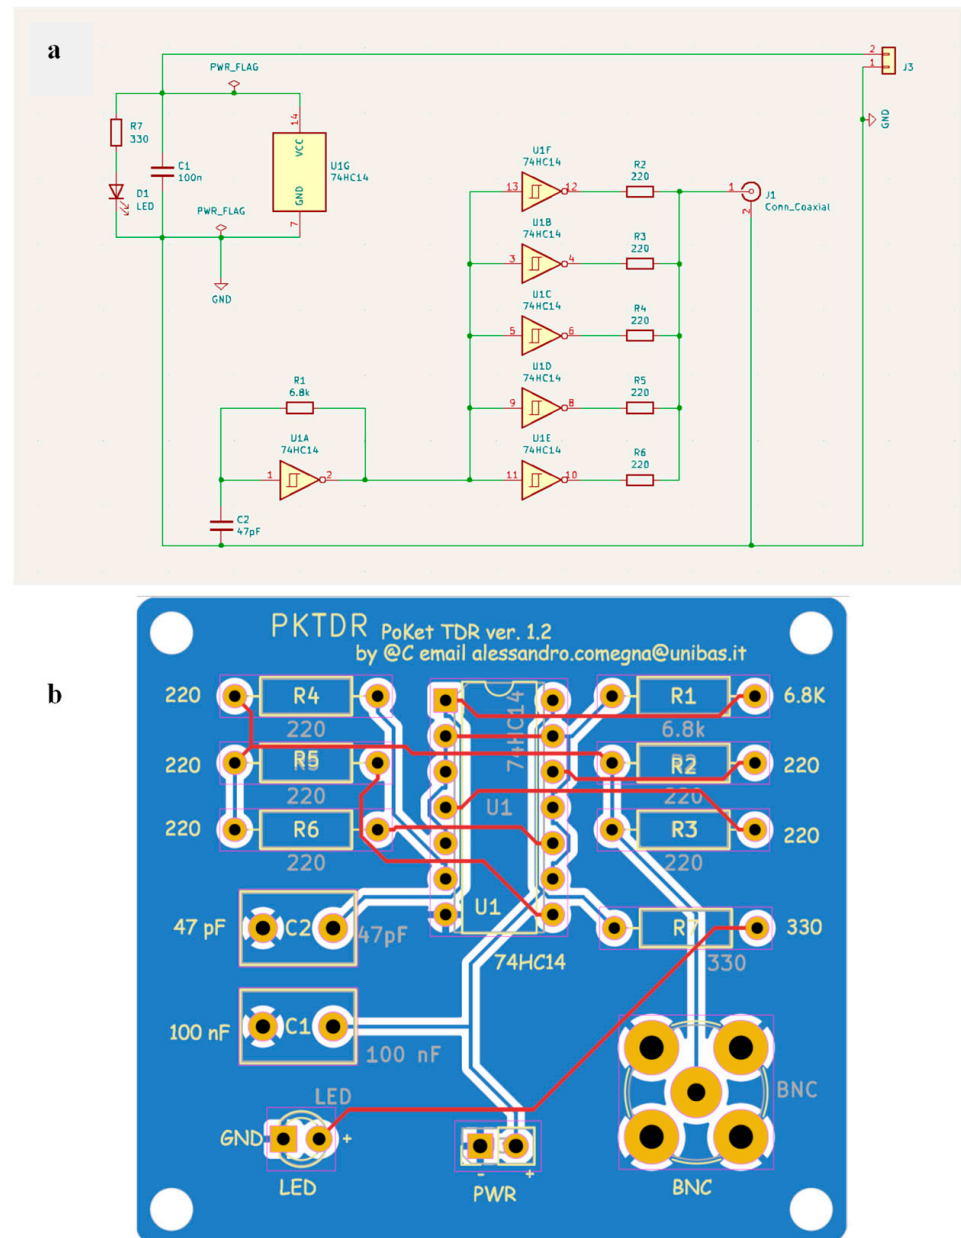 a
2
1
J3
GND
PWR_FLAG
R7
330
14
VCC
GND
7
U1G
74HC14
C1
100n
D1
LED
PWR_FLAG
GND
U1F
74HC14
13
12
R2
220
1
2
J1
Conn_Coaxial
U1B
74HC14
3
4
R3
220
U1C
74HC14
5
6
R4
220
U1D
74HC14
9
8
R5
220
U1E
74HC14
11
10
R6
220
R1
6.8k
U1A
74HC14
1
2
C2
47pF
b
PKTDR PoKet TDR ver. 1.2
by @C email alessandro.comegna@unibas.it
220
R4
220
74HC14
R1
6.8k
6.8K
220
R5
220
R2
220
220
U1
220
R6
220
R3
220
220
47 pF
C2
47pF
U1
74HC14
R7
330
330
100 nF
C1
100 nF
LED
GND
+
LED
-
+
PWR
BNC
BNC